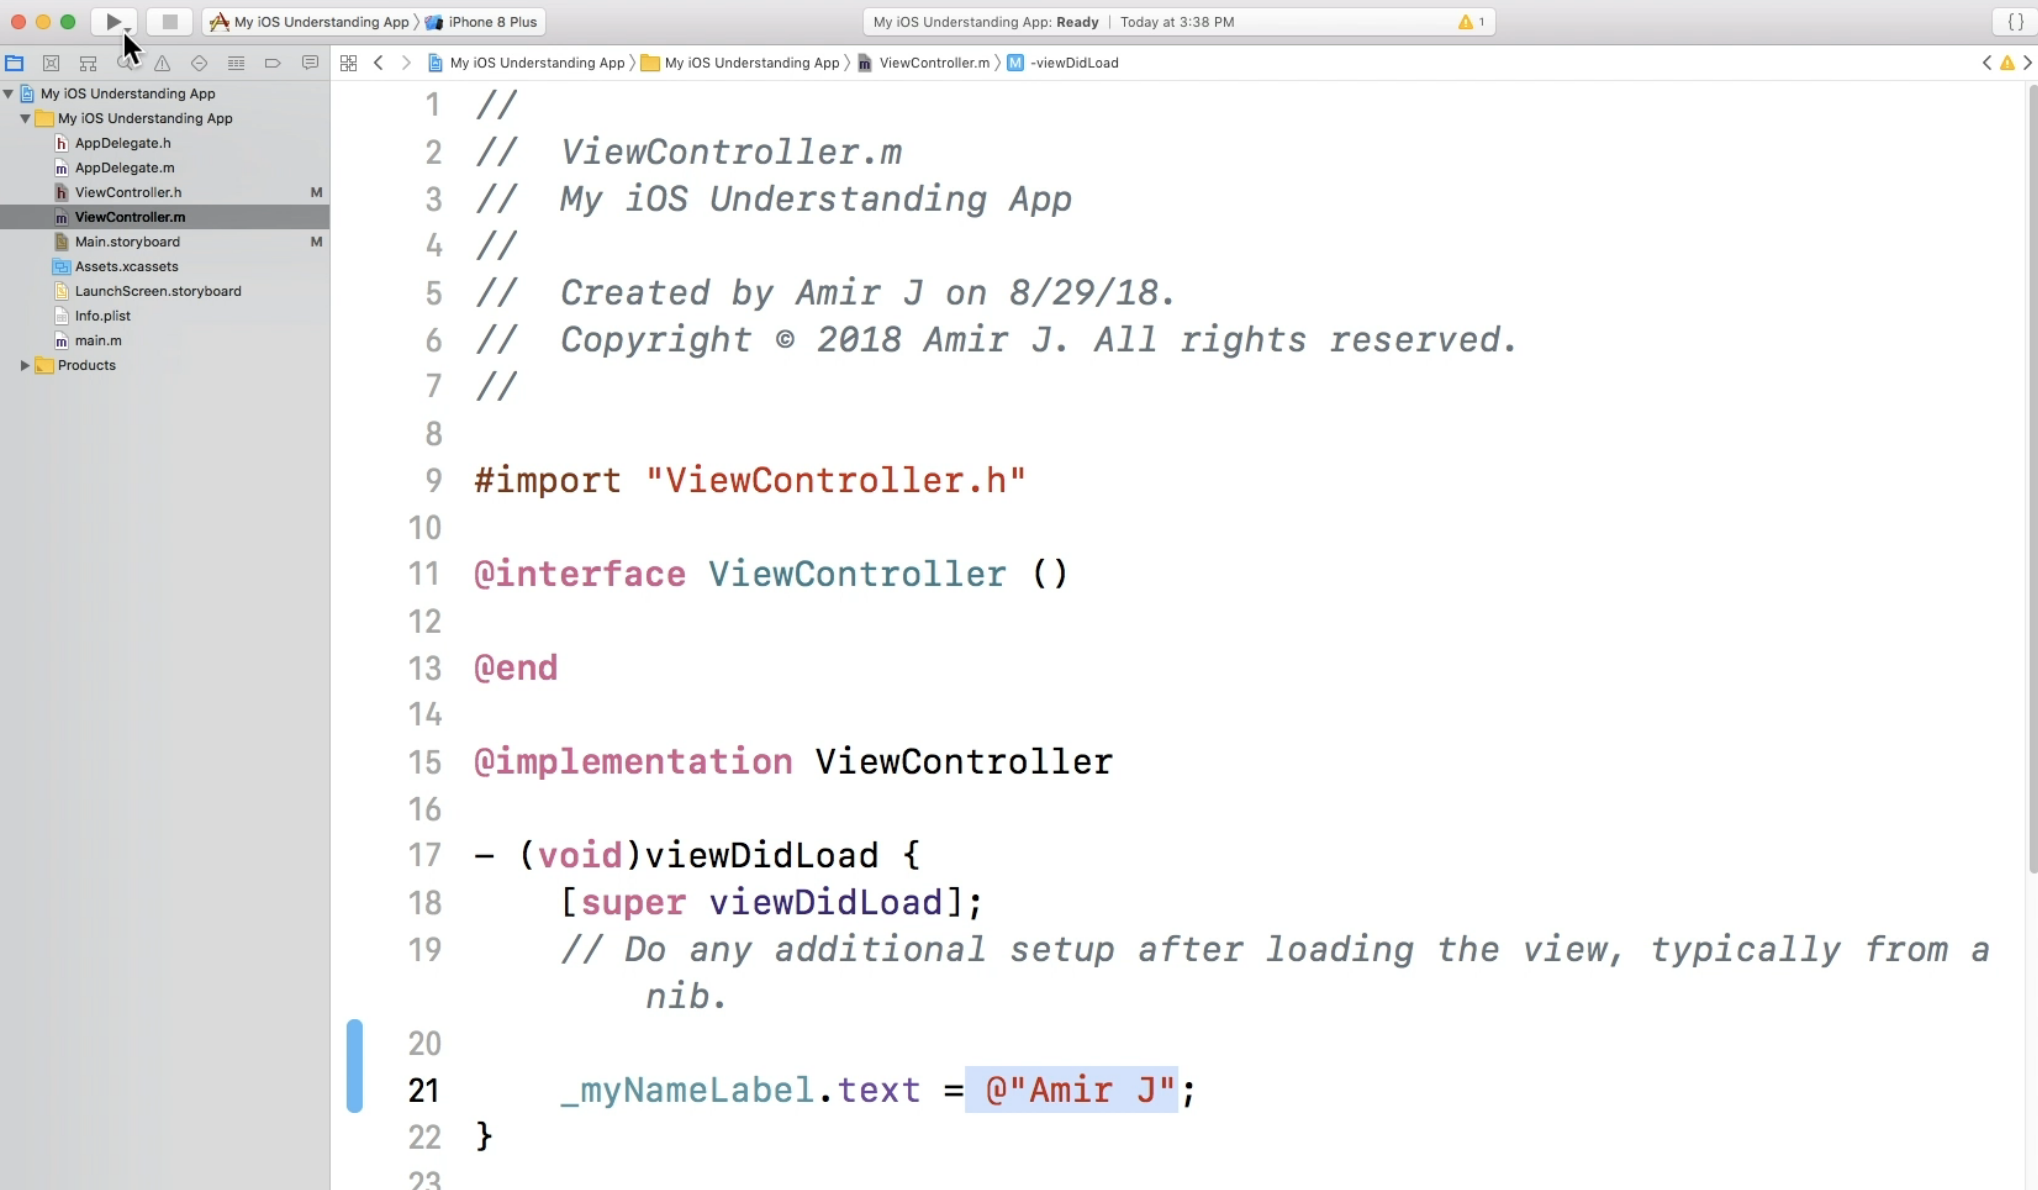 My iOS Understanding App 〉 iPhone 8 Plus
My iOS Understanding App: Ready | Today at 3:38 PM
1
{ }
My iOS Understanding App 〉 My iOS Understanding App 〉 ViewController.m 〉 M -viewDidLoad
My iOS Understanding App
My iOS Understanding App
h AppDelegate.h
m AppDelegate.m
h ViewController.h M
m ViewController.m
Main.storyboard M
Assets.xcassets
LaunchScreen.storyboard
Info.plist
m main.m
Products
1 //
2 //  ViewController.m
3 //  My iOS Understanding App
4 //
5 //  Created by Amir J on 8/29/18.
6 //  Copyright © 2018 Amir J. All rights reserved.
7 //
8
9 #import "ViewController.h"
10
11 @interface ViewController ()
12
13 @end
14
15 @implementation ViewController
16
17 - (void)viewDidLoad {
18     [super viewDidLoad];
19     // Do any additional setup after loading the view, typically from a
nib.
20
21     _myNameLabel.text = @"Amir J";
22 }
23